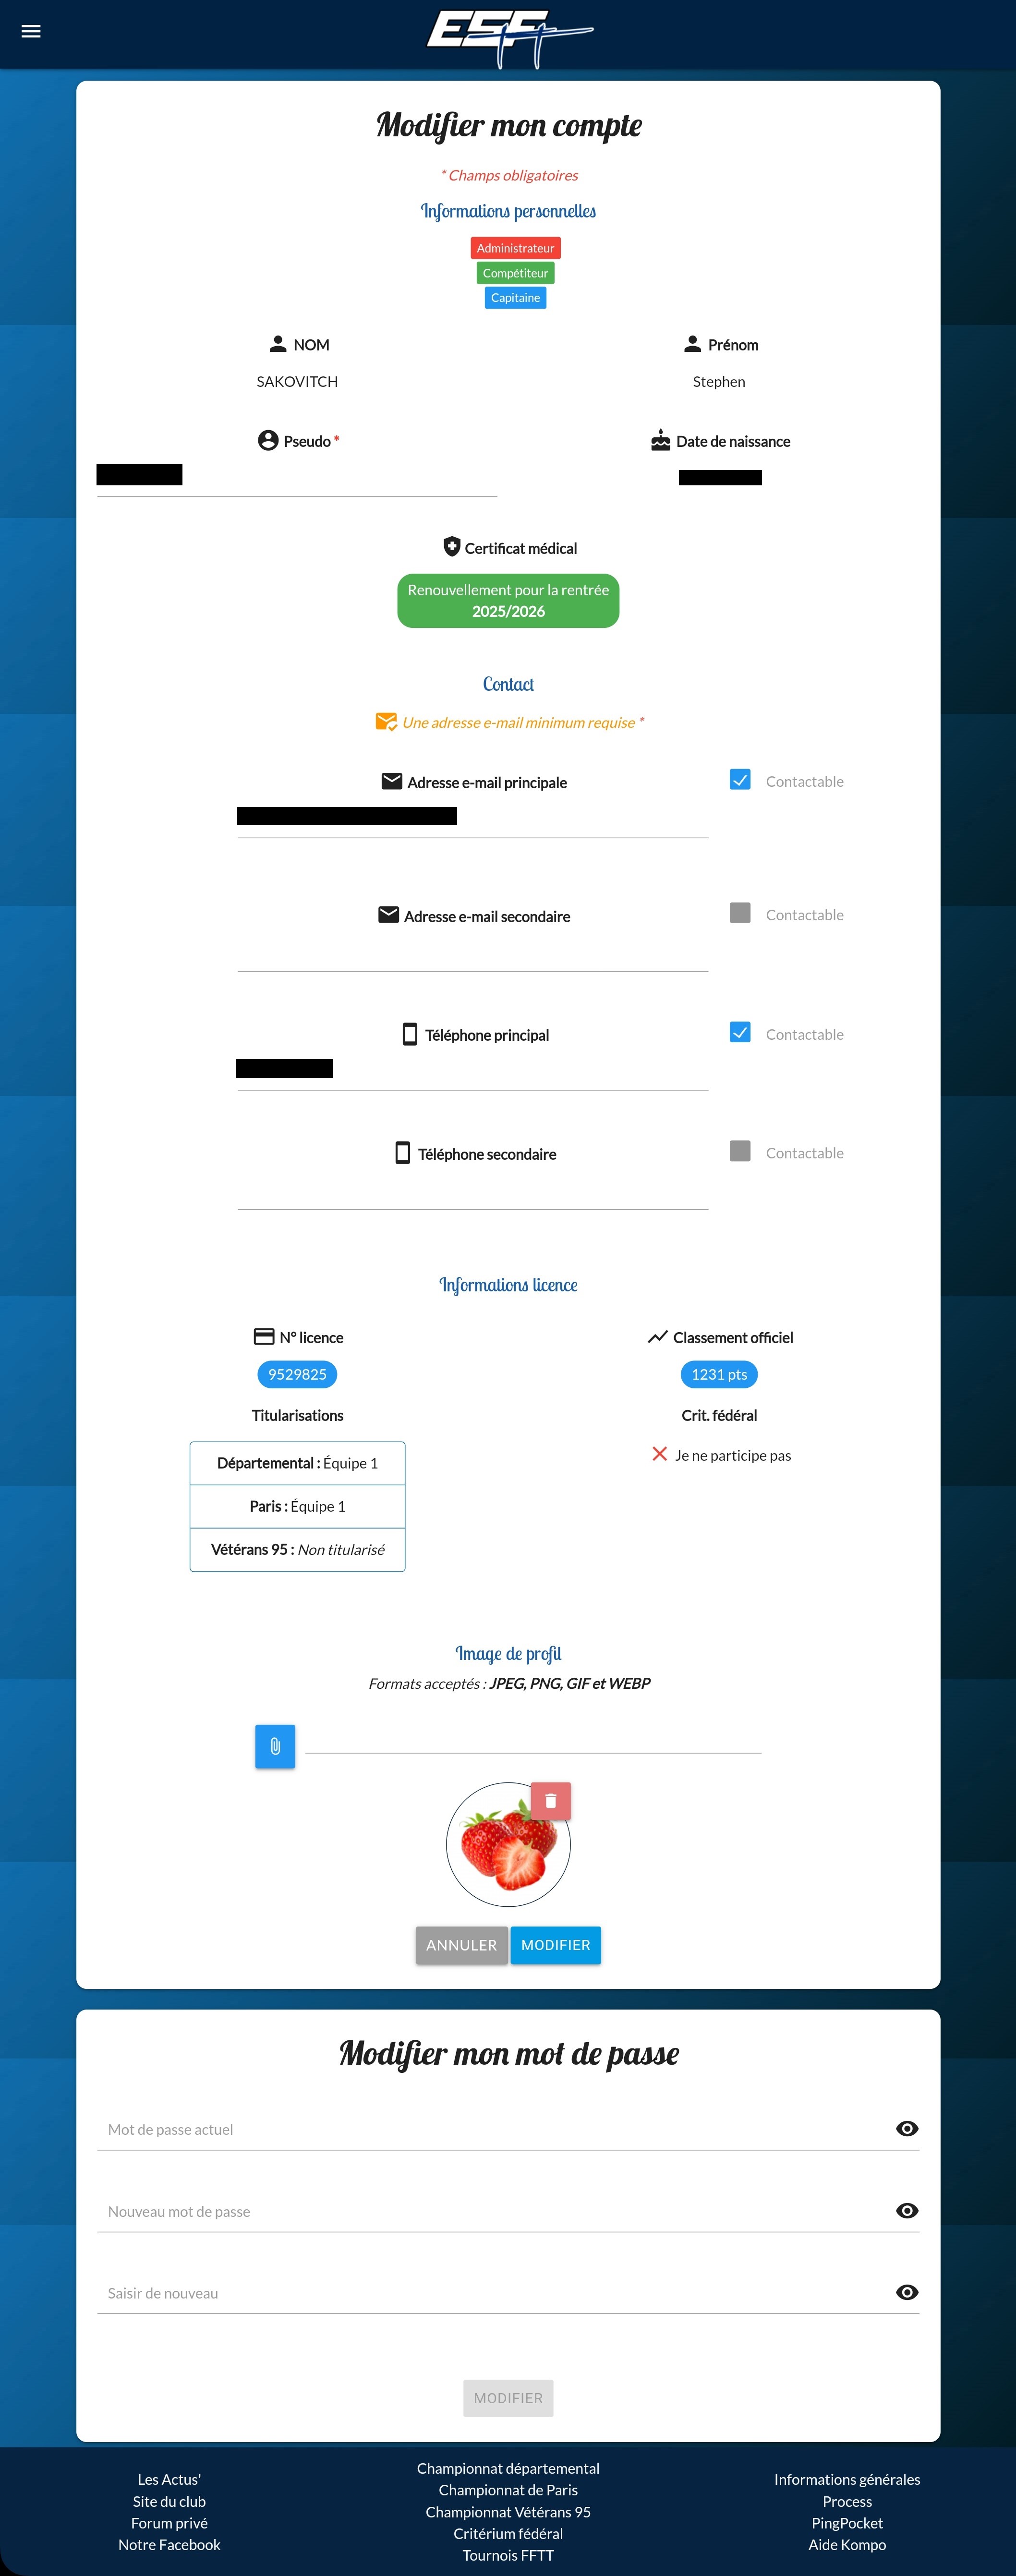 ESF
Modifier mon compte
* Champs obligatoires
Informations personnelles
Administrateur
Compétiteur
Capitaine
NOM
Prénom
SAKOVITCH
Stephen
Pseudo *
Date de naissance
Certificat médical
Renouvellement pour la rentrée
2025/2026
Contact
Une adresse e-mail minimum requise *
Adresse e-mail principale
Contactable
Adresse e-mail secondaire
Contactable
Téléphone principal
Contactable
Téléphone secondaire
Contactable
Informations licence
N° licence
Classement officiel
9529825
1231 pts
Titularisations
Crit. fédéral
Départemental : Équipe 1
Je ne participe pas
Paris : Équipe 1
Vétérans 95 : Non titularisé
Image de profil
Formats acceptés : JPEG, PNG, GIF et WEBP
ANNULER
MODIFIER
Modifier mon mot de passe
Mot de passe actuel
Nouveau mot de passe
Saisir de nouveau
MODIFIER
Les Actus'
Site du club
Forum privé
Notre Facebook
Championnat départemental
Championnat de Paris
Championnat Vétérans 95
Critérium fédéral
Tournois FFTT
Informations générales
Process
PingPocket
Aide Kompo